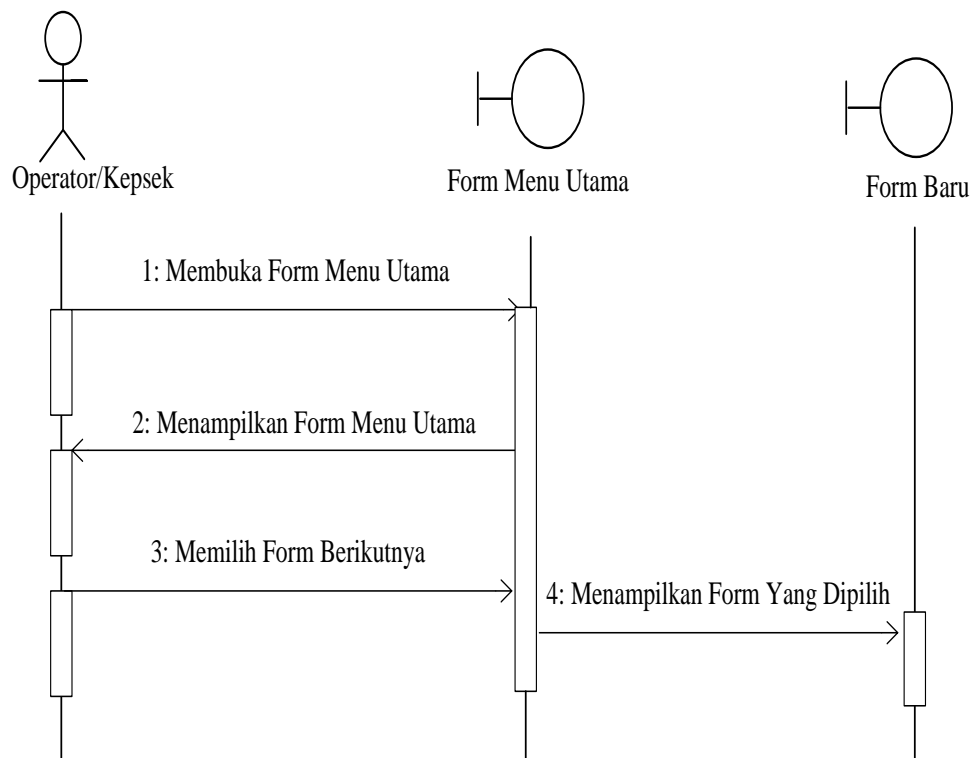 Operator/Kepsek
Form Menu Utama
Form Baru
1: Membuka Form Menu Utama
2: Menampilkan Form Menu Utama
3: Memilih Form Berikutnya
4: Menampilkan Form Yang Dipilih